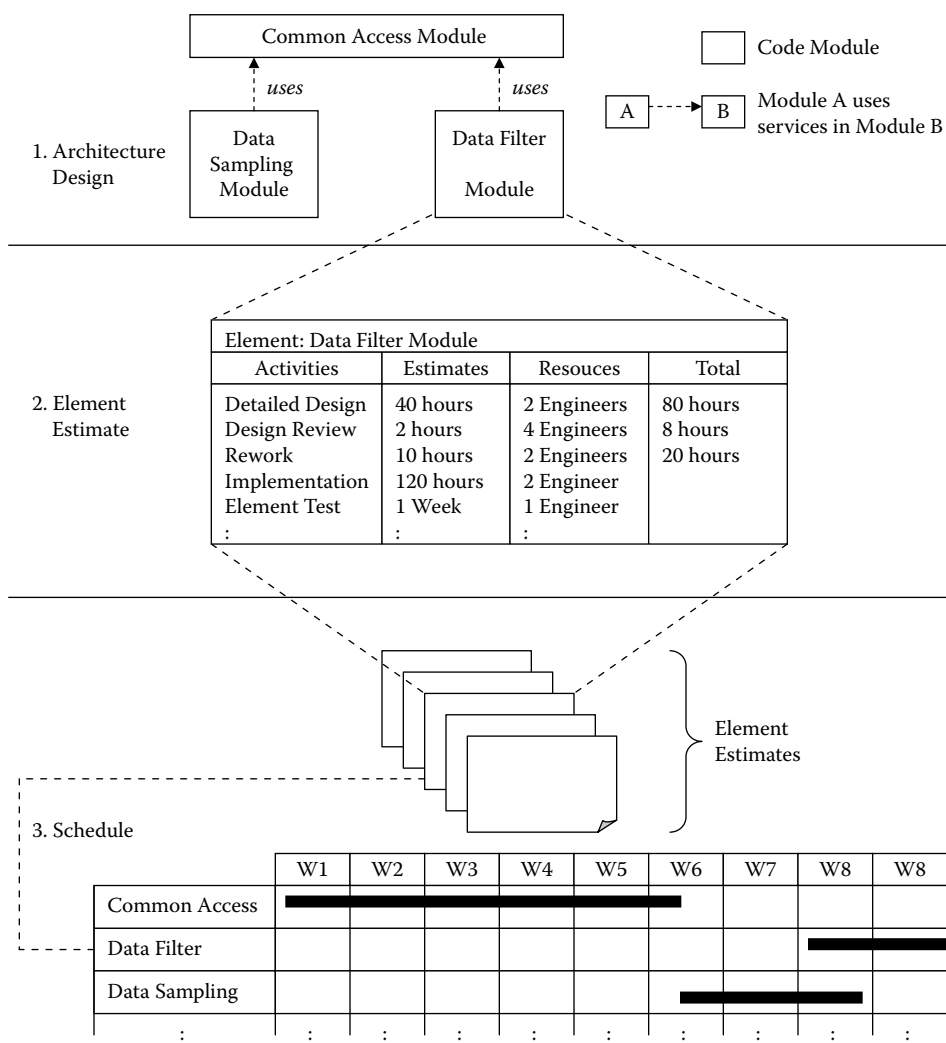 Common Access Module
Code Module
uses
uses
A
B
Module A uses
services in Module B
1. Architecture
Design
Data
Sampling
Module
Data Filter
Module
2. Element
Estimate
Element: Data Filter Module
Activities Estimates Resouces Total
Detailed Design 40 hours 2 Engineers 80 hours
Design Review 2 hours 4 Engineers 8 hours
Rework 10 hours 2 Engineers 20 hours
Implementation 120 hours 2 Engineer
Element Test 1 Week 1 Engineer
: : :
Element
Estimates
3. Schedule
W1 W2 W3 W4 W5 W6 W7 W8 W8
Common Access
Data Filter
Data Sampling
: : : : : : : : : :